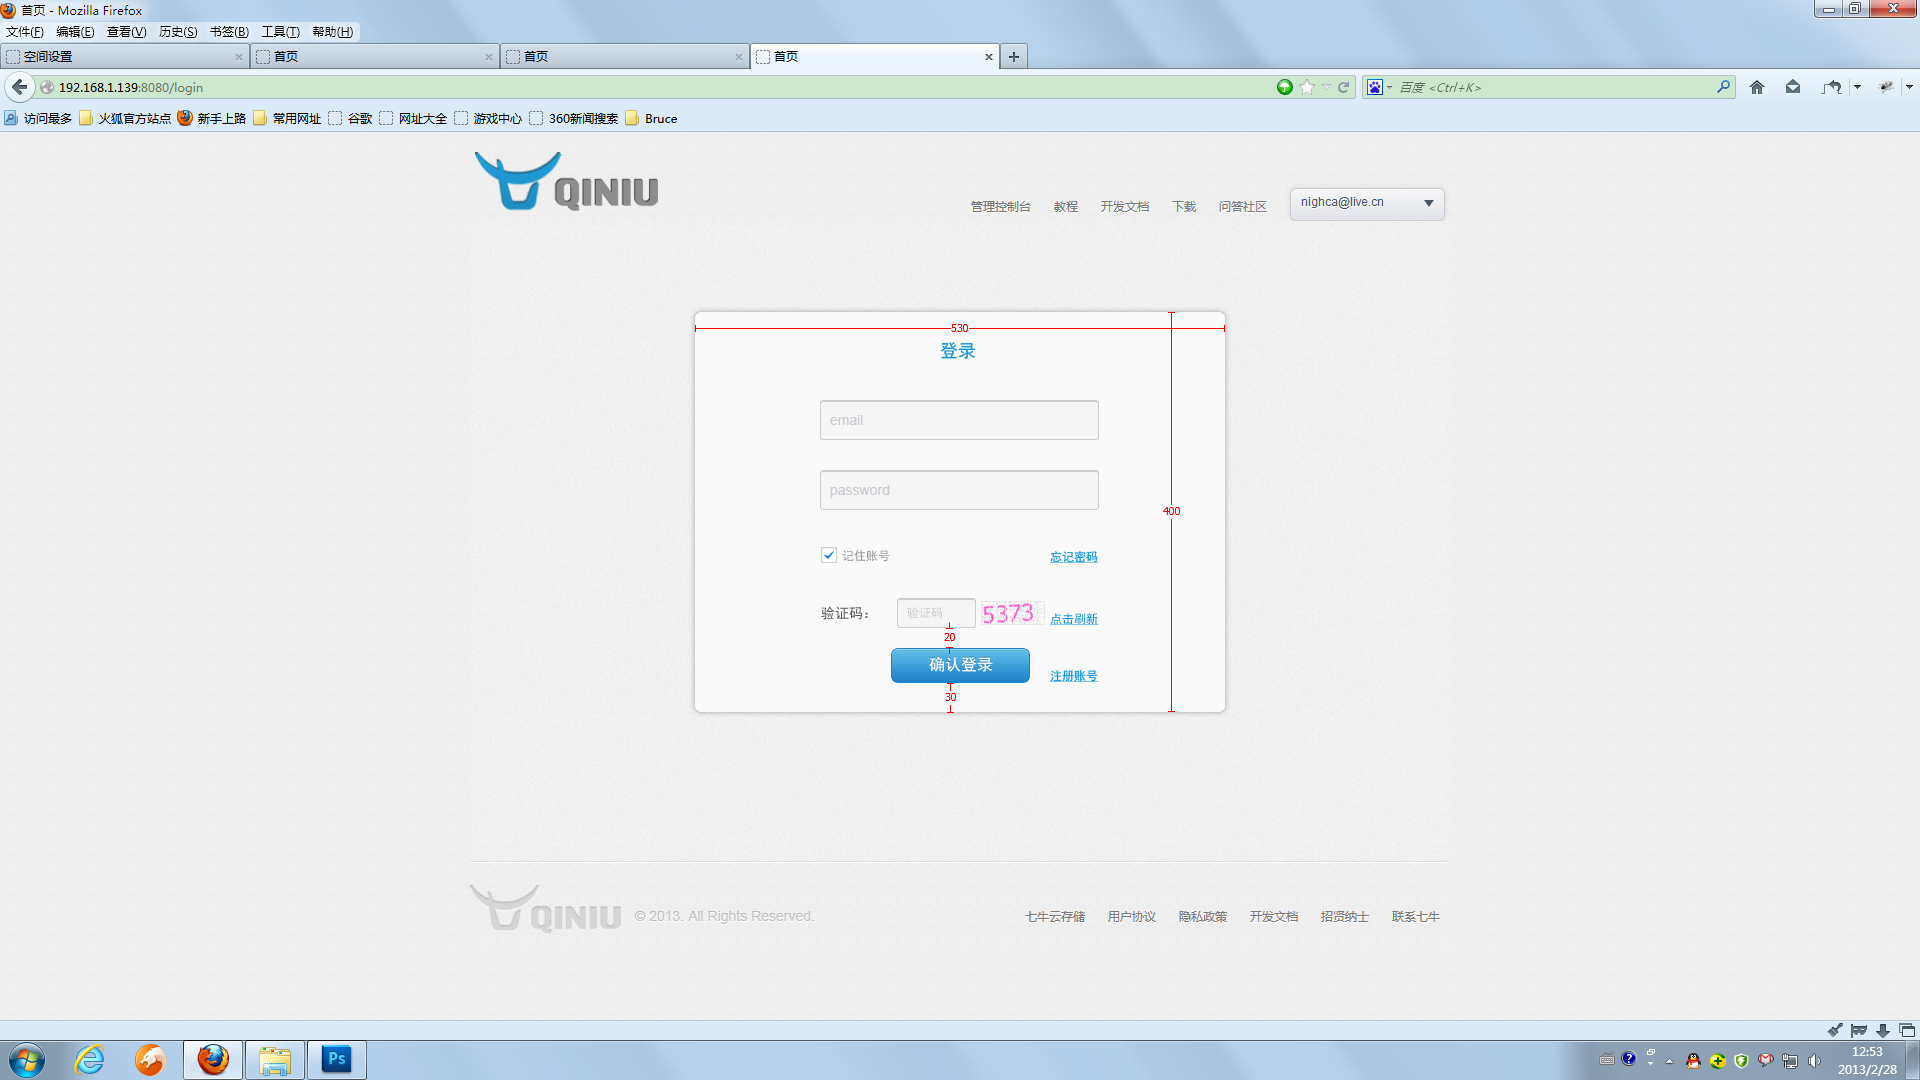 首页 - Mozilla Firefox
文件(F) 编辑(E) 查看(V) 历史(S) 书签(B) 工具(T) 帮助(H)
空间设置 首页 首页 首页
192.168.1.139:8080/login 百度 <Ctrl+K>
访问最多 火狐官方站点 新手上路 常用网址 谷歌 网址大全 游戏中心 360新闻搜索 Bruce
QINIU
管理控制台 教程 开发文档 下载 问答社区 nighca@live.cn
530
登录
email
password
400
记住账号 忘记密码
验证码： 验证码 5373 点击刷新
20
确认登录 注册账号
30
QINIU © 2013. All Rights Reserved. 七牛云存储 用户协议 隐私政策 开发文档 招贤纳士 联系七牛
Ps
12:53
2013/2/28